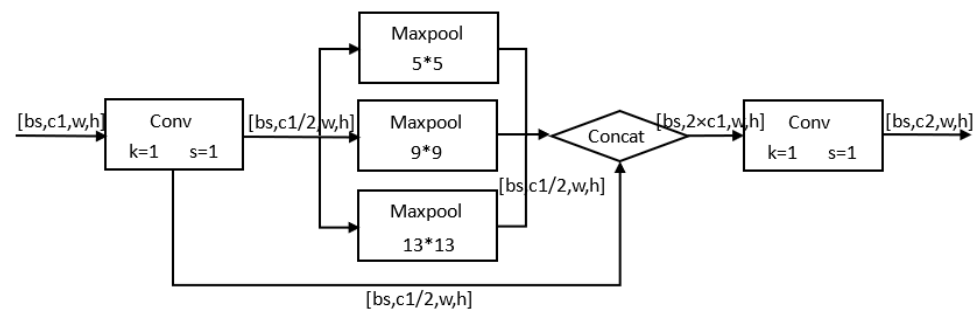 Maxpool
5*5
[bs,c1,w,h]
Conv
k=1 s=1
[bs,c1/2,w,h]
Maxpool
9*9
Concat
[bs,2×c1,w,h]
Conv
k=1 s=1
[bs,c2,w,h]
[bs,c1/2,w,h]
Maxpool
13*13
[bs,c1/2,w,h]